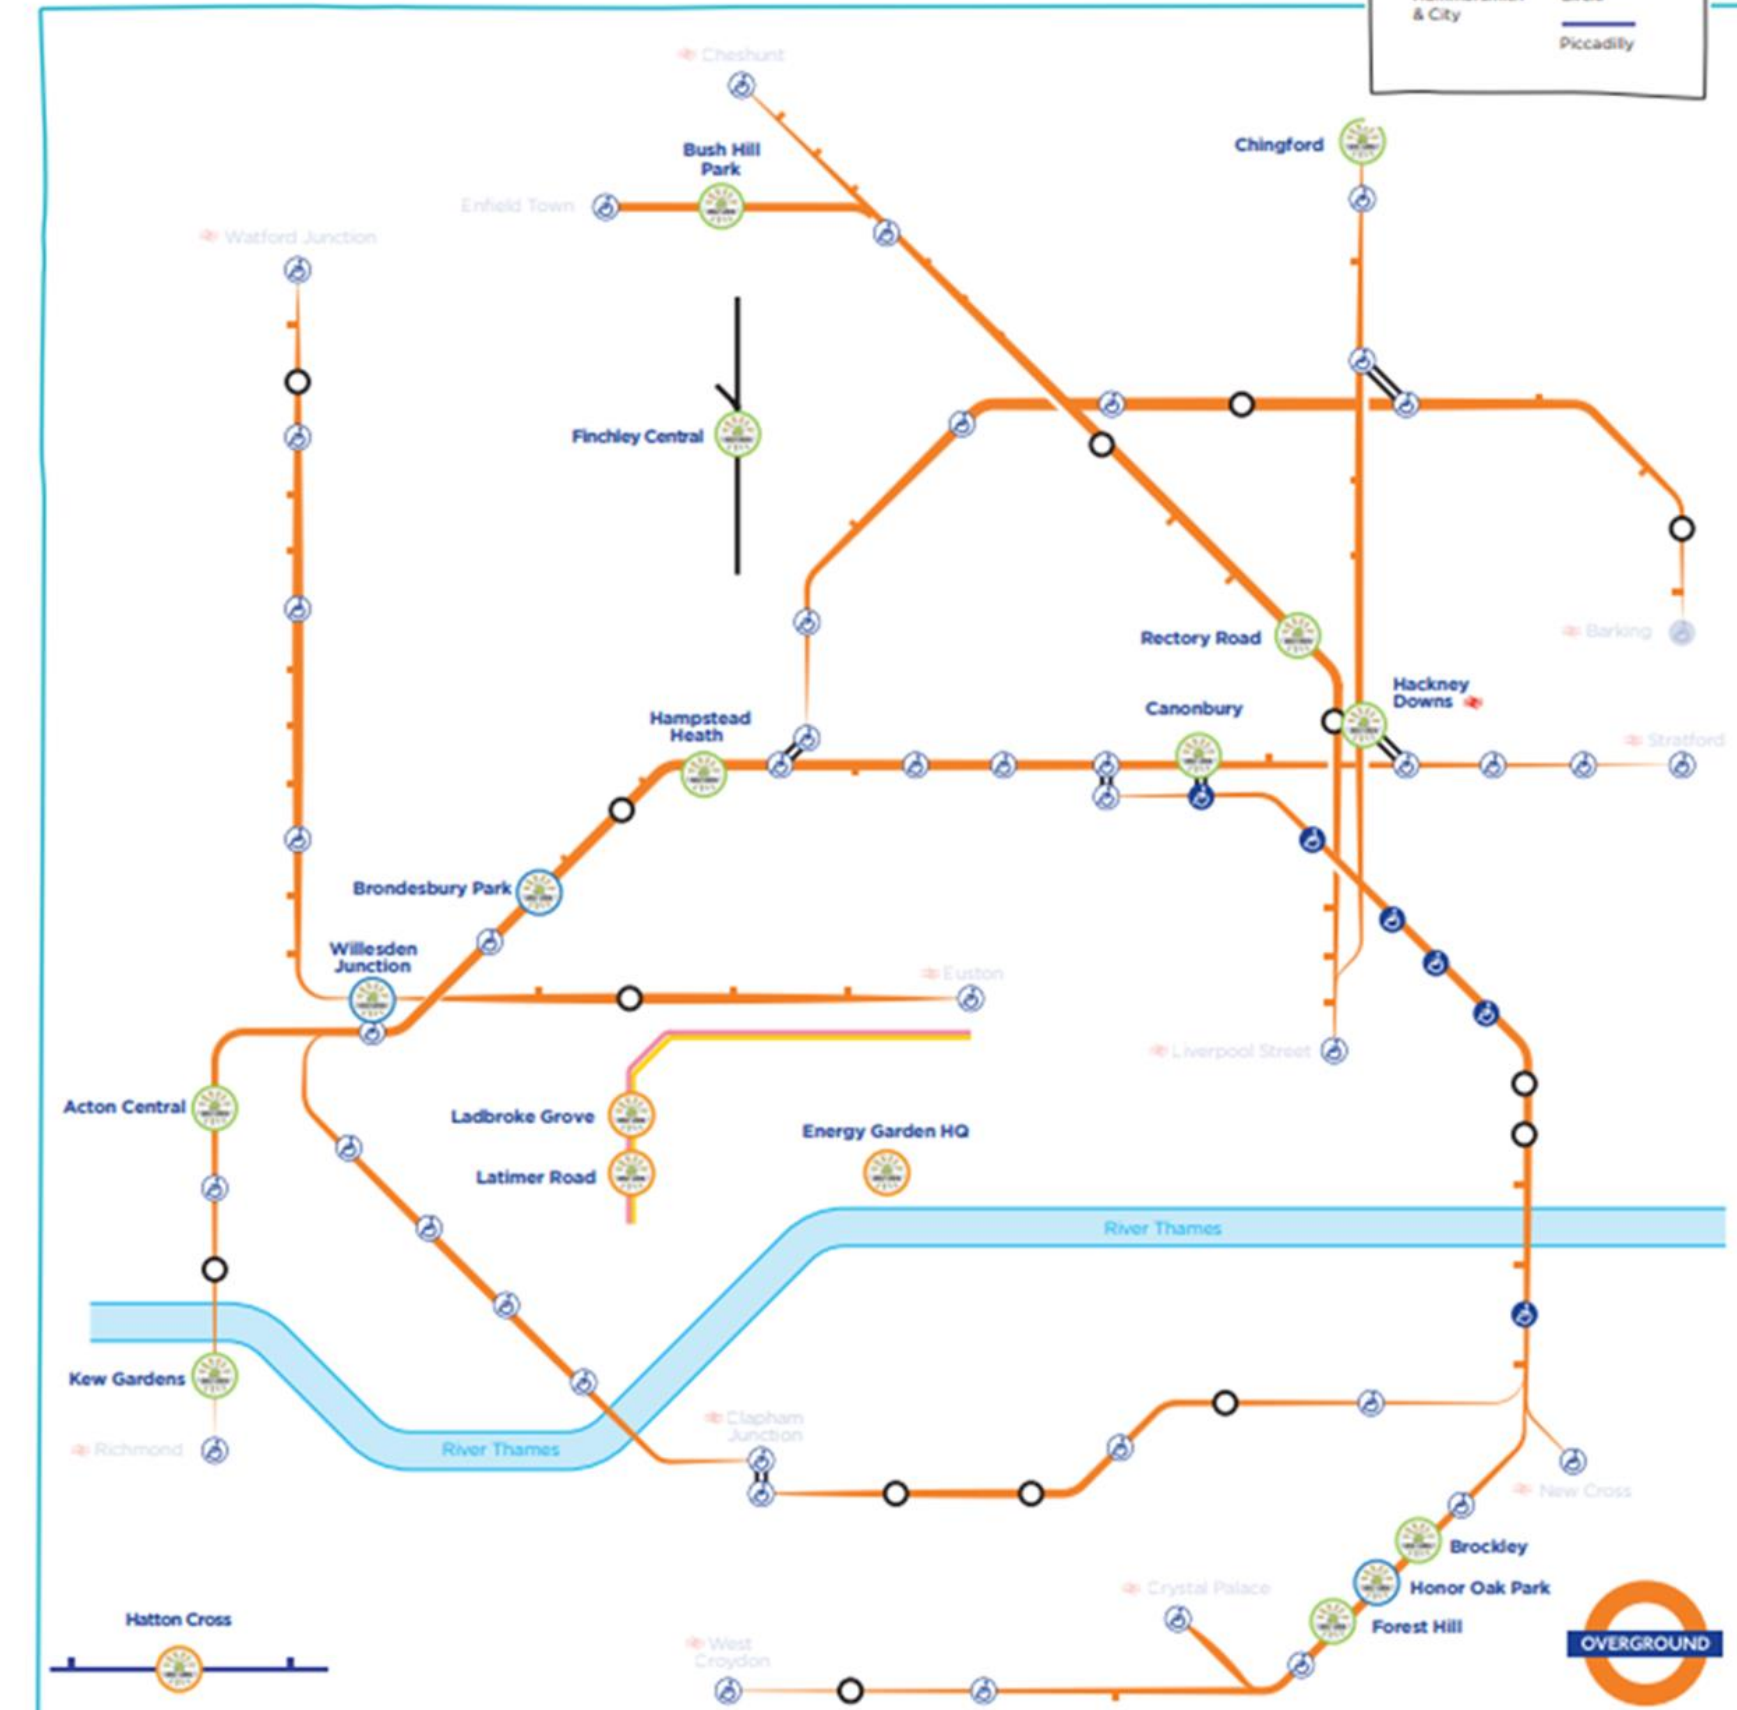 & City
Piccadilly
Cheshunt
Chingford
Bush Hill
Park
Enfield Town
Watford Junction
Finchley Central
Rectory Road
Barking
Hackney
Downs
Canonbury
Hampstead
Heath
Stratford
Brondesbury Park
Willesden
Junction
Euston
Liverpool Street
Acton Central
Ladbroke Grove
Energy Garden HQ
Latimer Road
River Thames
Kew Gardens
Clapham
Junction
Richmond
River Thames
New Cross
Brockley
Crystal Palace
Honor Oak Park
Hatton Cross
Forest Hill
West
Croydon
OVERGROUND